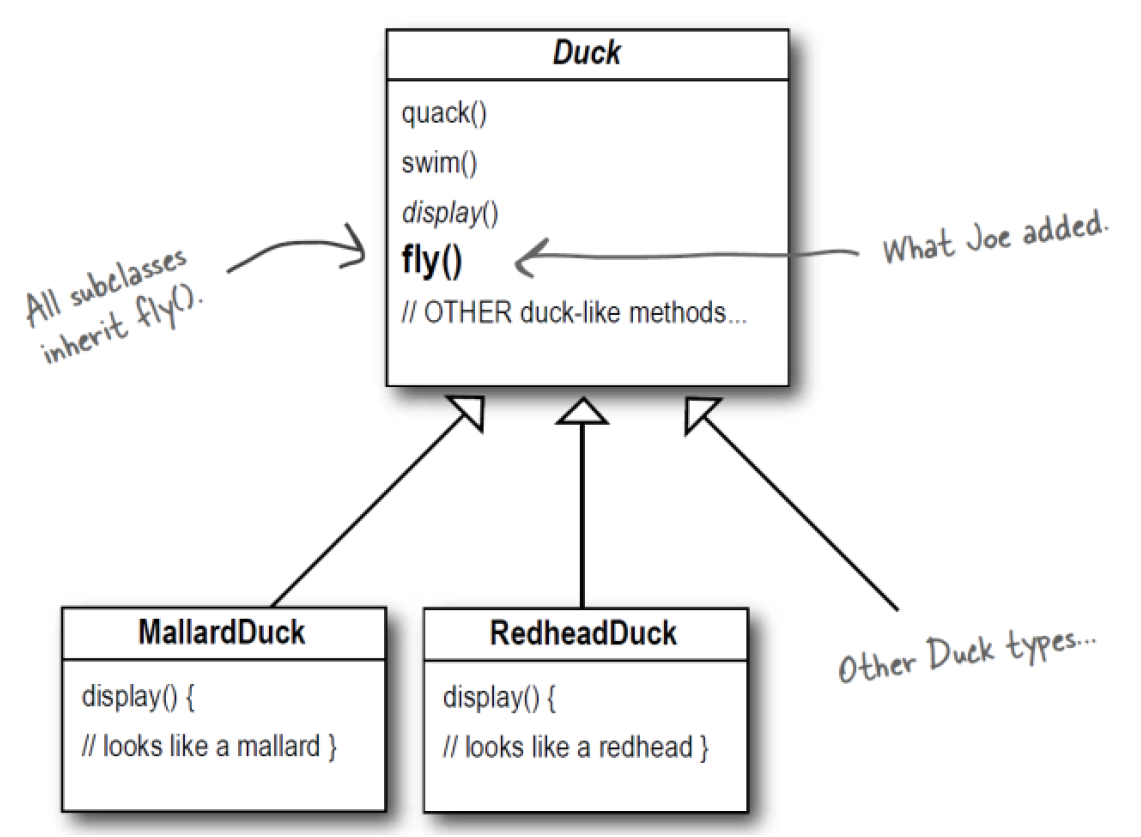 Duck
quack()
swim()
display()
fly()
// OTHER duck-like methods...
All subclasses
inherit fly().
What Joe added.
MallardDuck
display() {
// looks like a mallard }
RedheadDuck
display() {
// looks like a redhead }
Other Duck types...